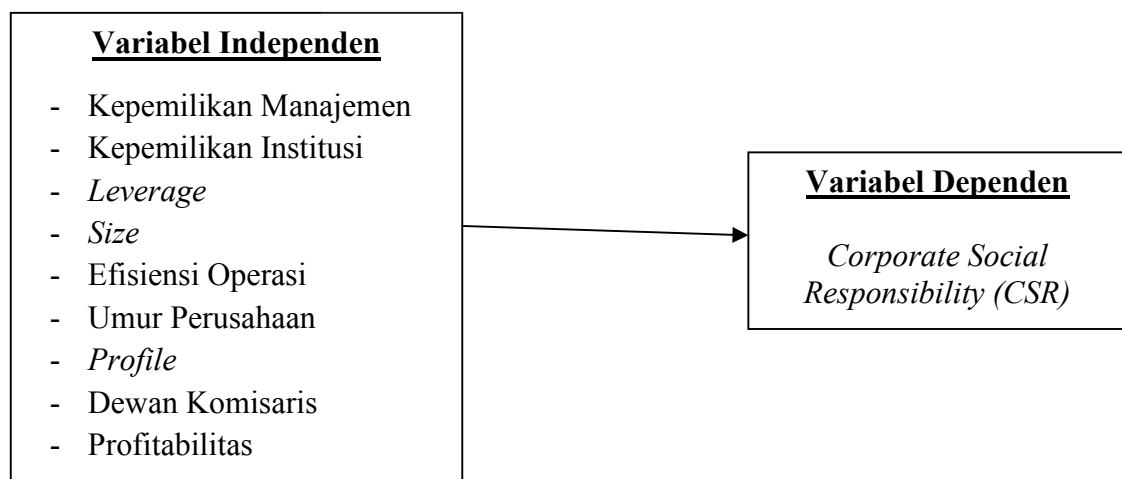 Variabel Independen
- Kepemilikan Manajemen
- Kepemilikan Institusi
- Leverage
- Size
- Efisiensi Operasi
- Umur Perusahaan
- Profile
- Dewan Komisaris
- Profitabilitas
Variabel Dependen
Corporate Social
Responsibility (CSR)